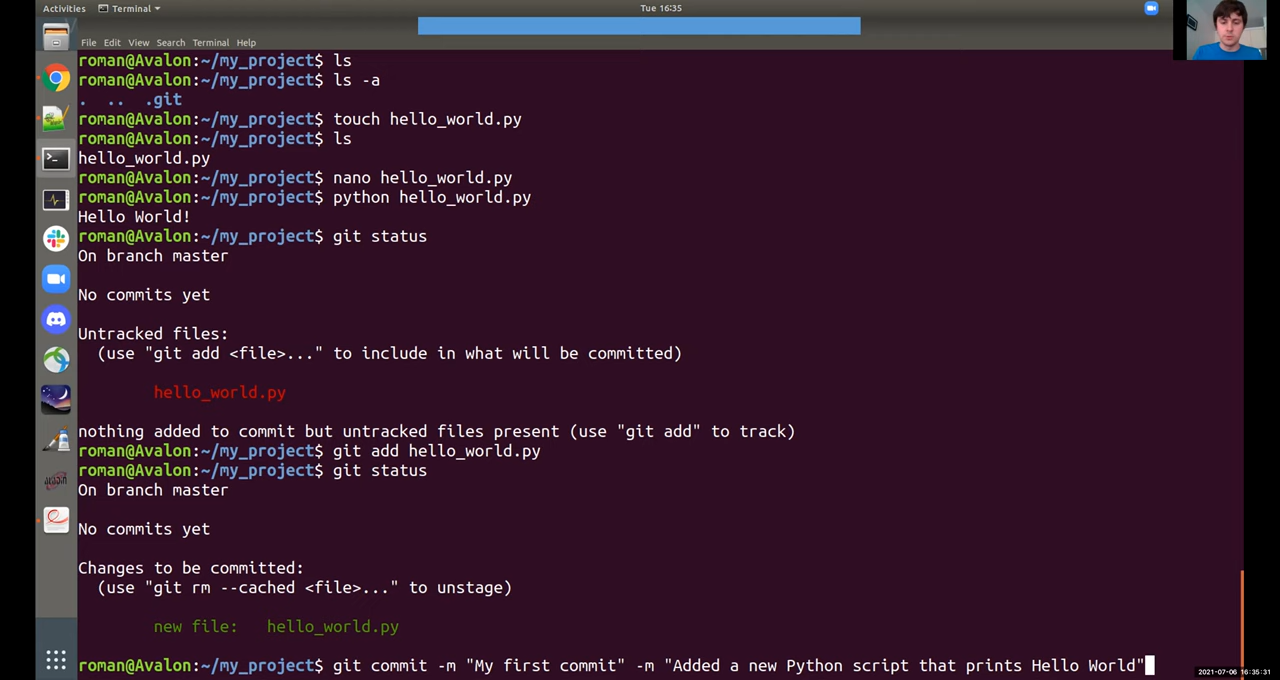 Activities Terminal Tue 16:35
File Edit View Search Terminal Help
roman@Avalon:~/my_project$ ls
roman@Avalon:~/my_project$ ls -a
. .. .git
roman@Avalon:~/my_project$ touch hello_world.py
roman@Avalon:~/my_project$ ls
hello_world.py
roman@Avalon:~/my_project$ nano hello_world.py
roman@Avalon:~/my_project$ python hello_world.py
Hello World!
roman@Avalon:~/my_project$ git status
On branch master
No commits yet
Untracked files:
(use "git add <file>..." to include in what will be committed)
hello_world.py
nothing added to commit but untracked files present (use "git add" to track)
roman@Avalon:~/my_project$ git add hello_world.py
roman@Avalon:~/my_project$ git status
On branch master
No commits yet
Changes to be committed:
(use "git rm --cached <file>..." to unstage)
new file: hello_world.py
roman@Avalon:~/my_project$ git commit -m "My first commit" -m "Added a new Python script that prints Hello World"
2021-07-06 16:35:31